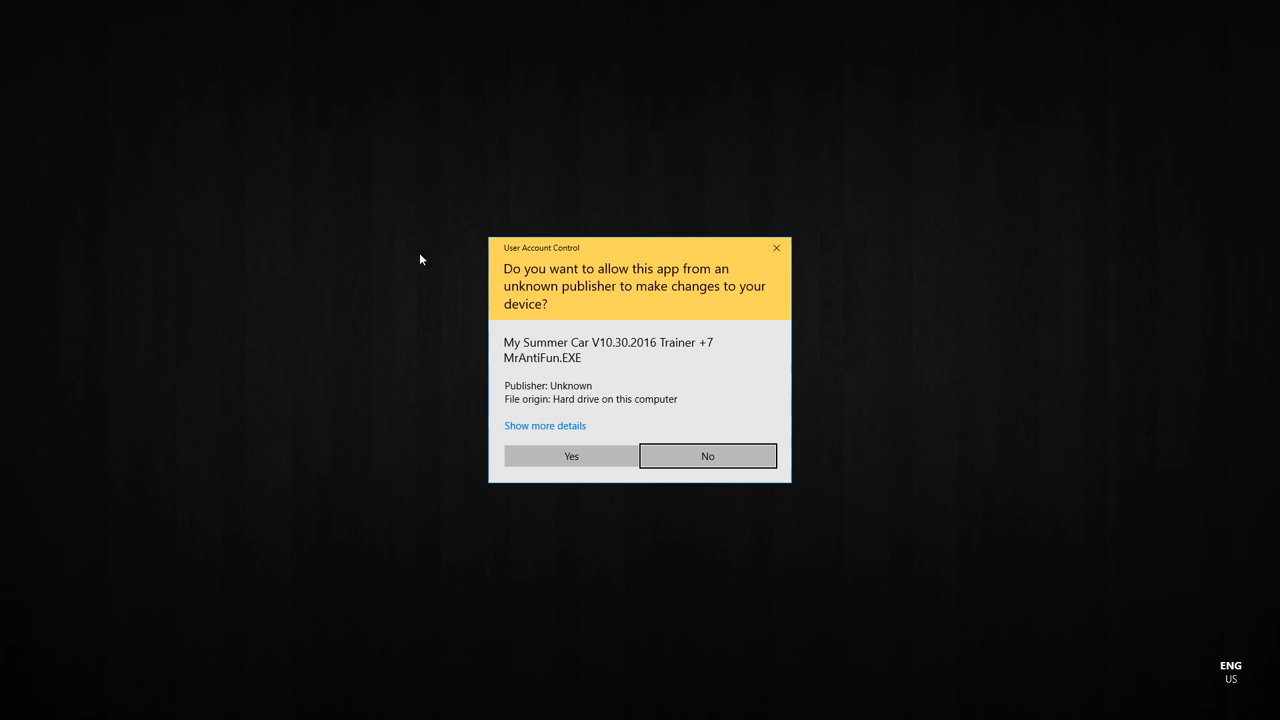 User Account Control
Do you want to allow this app from an
unknown publisher to make changes to your
device?
My Summer Car V10.30.2016 Trainer +7
MrAntiFun.EXE
Publisher: Unknown
File origin: Hard drive on this computer
Show more details
Yes
No
ENG
US